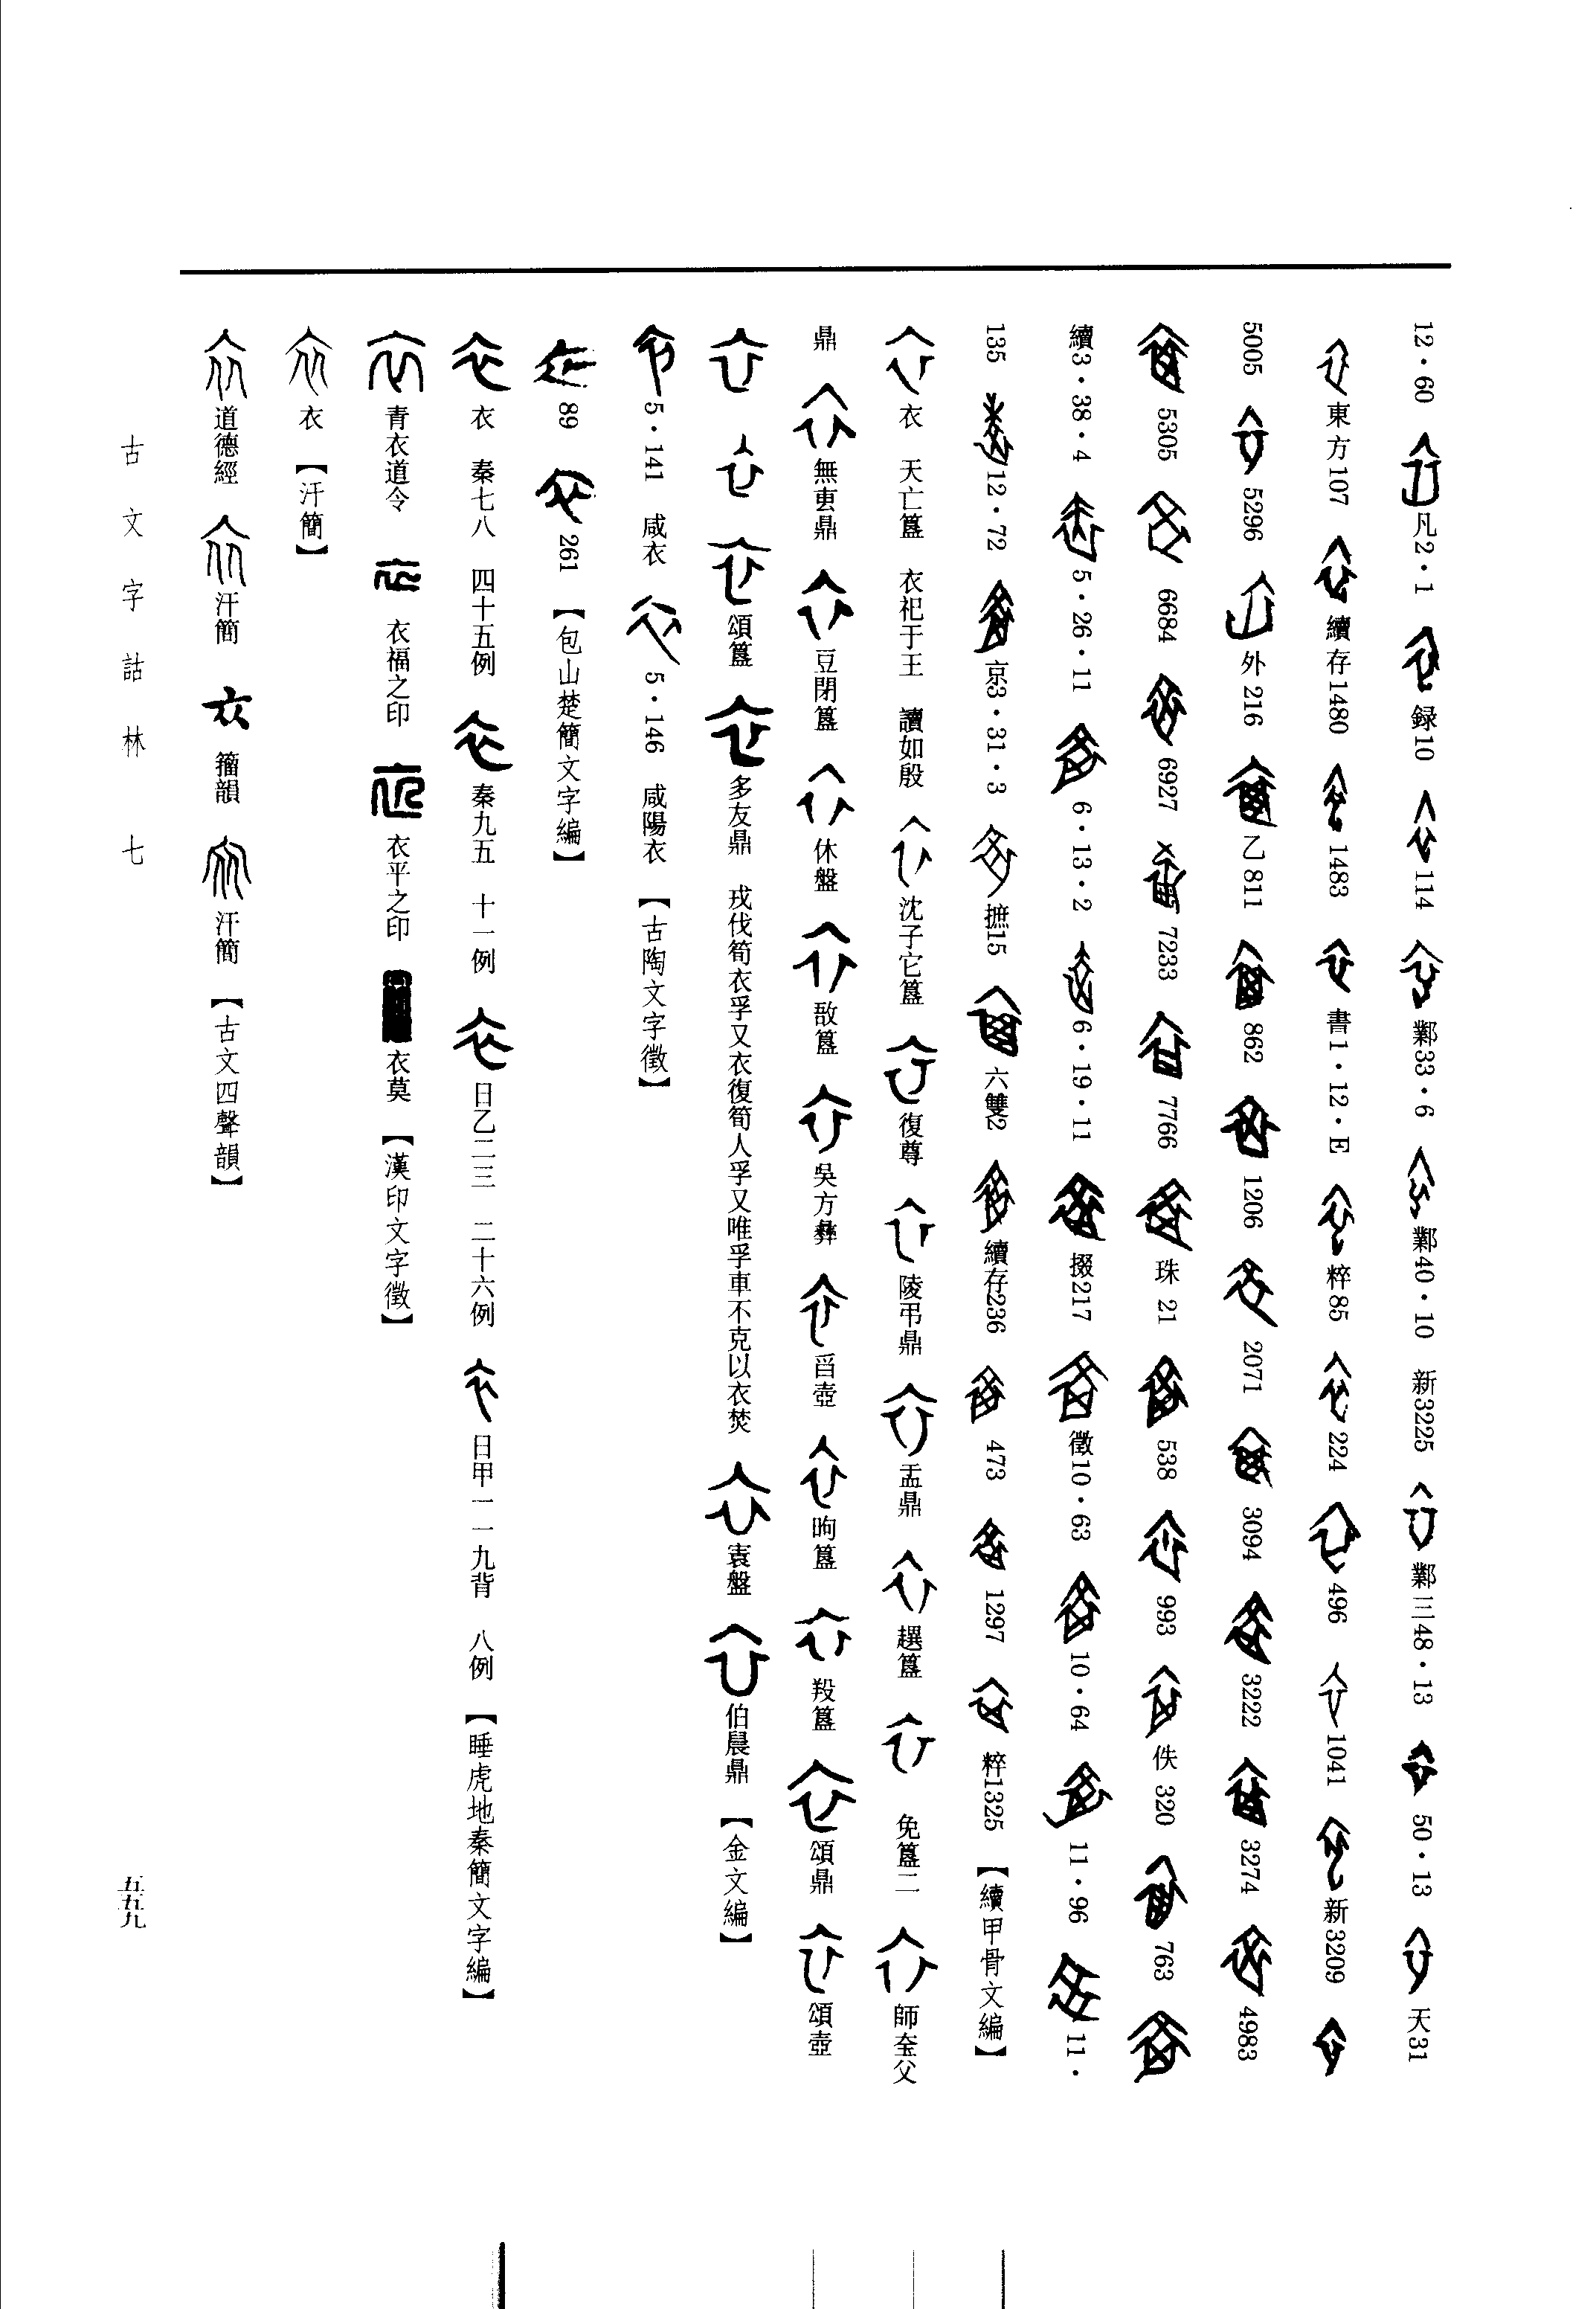 12·60 凡2·1 録10 114 鄴33·6 鄴40·10 新3225 鄴三48·13 50·13 天31
東方107 續存1480 1483 書1·12·E 粹85 224 496 1041 新3209
5005 5296 外216 乙811 862 1206 2071 3094 3222 3274 4983
5305 6684 6927 7233 7766 珠21 538 993 佚320 763
續3·38·4 5·26·11 6·13·2 6·19·11 掇217 徵10·63 10·64 11·96 11·
135 12·72 京3·31·3 摭15 六雙2 續存236 473 1297 粹1325 【續甲骨文編】
衣 天亡簋 衣祀于王 讀如殷 沈子它簋 復尊 陵弔鼎 盂鼎 趩簋 免簋二 師𡘇父
鼎 無叀鼎 豆閉簋 休盤 敔簋 吳方彝 舀壺 昫簋 𣪘簋 頌鼎 頌壺
頌簋 多友鼎 戎伐筍衣孚又衣復筍人孚又唯孚車不克以衣焚 袁盤 伯晨鼎 【金文編】
5·141 咸衣 5·146 咸陽衣 【古陶文字徵】
89 261 【包山楚簡文字編】
衣 秦七八 四十五例 秦九五 十一例 日乙二三 二十六例 日甲一一九背 八例 【睡虎地秦簡文字編】
青衣道令 衣福之印 衣平之印 衣莫 【漢印文字徵】
衣 【汗簡】
道德經 汗簡 籀韻 汗簡 【古文四聲韻】
古文字詁林 七
五五九